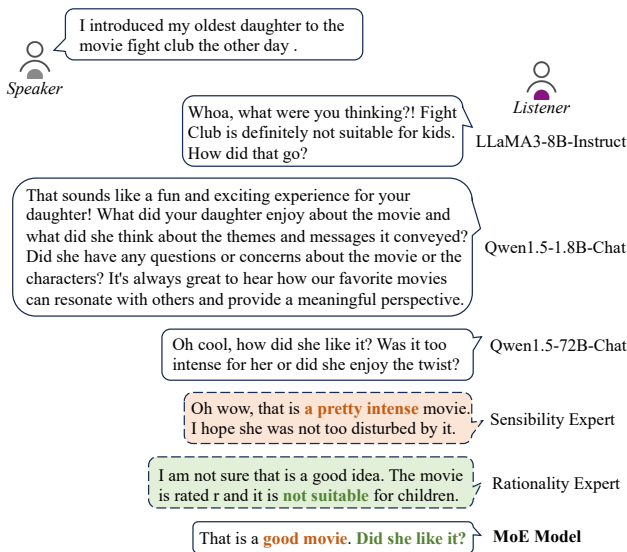 I introduced my oldest daughter to the
movie fight club the other day .
Speaker
Listener
Whoa, what were you thinking?! Fight
Club is definitely not suitable for kids.
How did that go?
LLaMA3-8B-Instruct
That sounds like a fun and exciting experience for your
daughter! What did your daughter enjoy about the movie and
what did she think about the themes and messages it conveyed?
Did she have any questions or concerns about the movie or the
characters? It's always great to hear how our favorite movies
can resonate with others and provide a meaningful perspective.
Qwen1.5-1.8B-Chat
Oh cool, how did she like it? Was it too
intense for her or did she enjoy the twist?
Qwen1.5-72B-Chat
Oh wow, that is a pretty intense movie.
I hope she was not too disturbed by it.
Sensibility Expert
I am not sure that is a good idea. The movie
is rated r and it is not suitable for children.
Rationality Expert
That is a good movie. Did she like it?
MoE Model